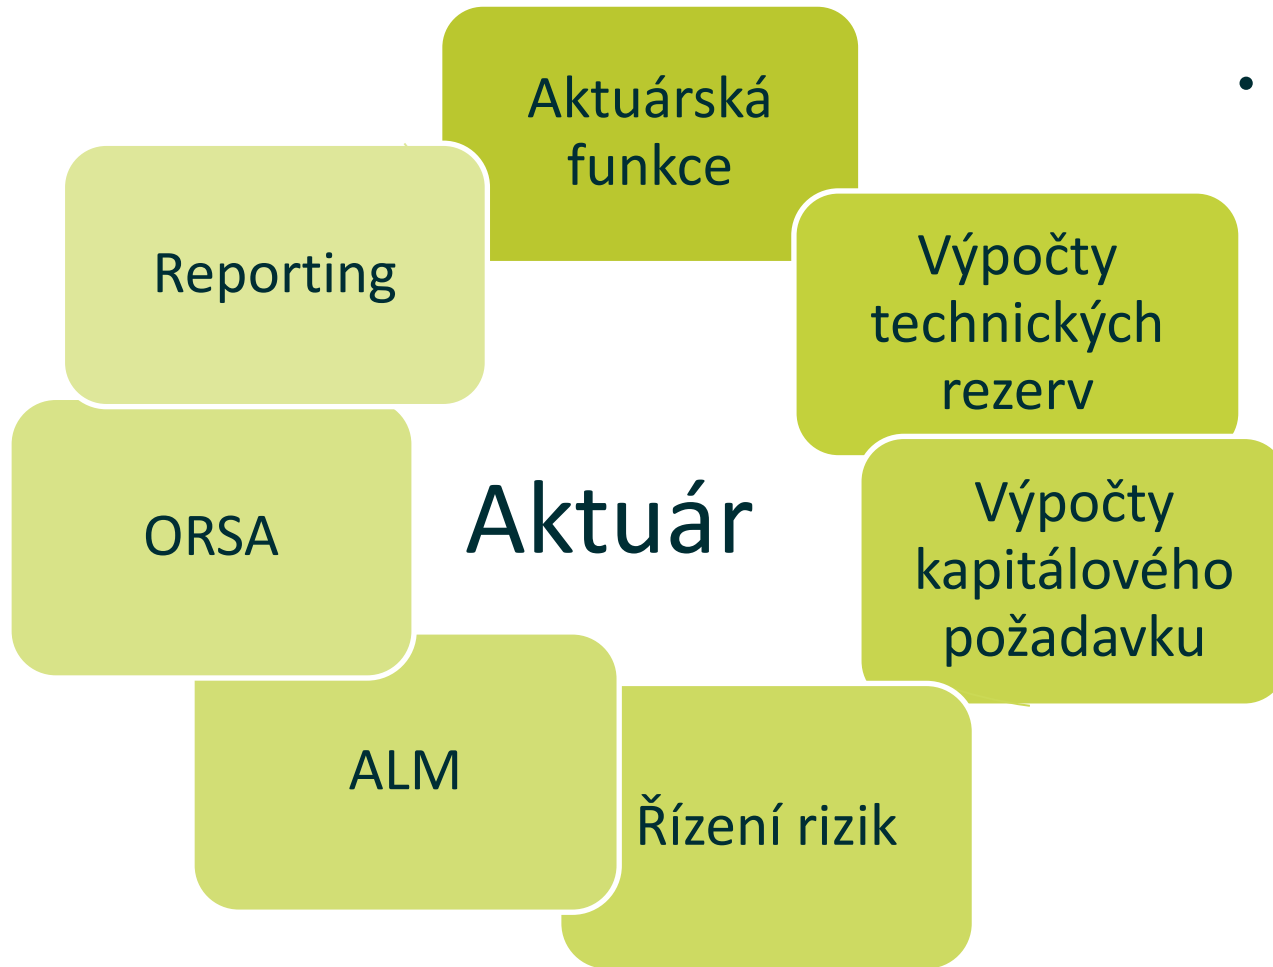 Aktuárská
funkce
•
Výpočty
technických
rezerv
Výpočty
kapitálového
požadavku
Řízení rizik
ALM
ORSA
Reporting
Aktuár